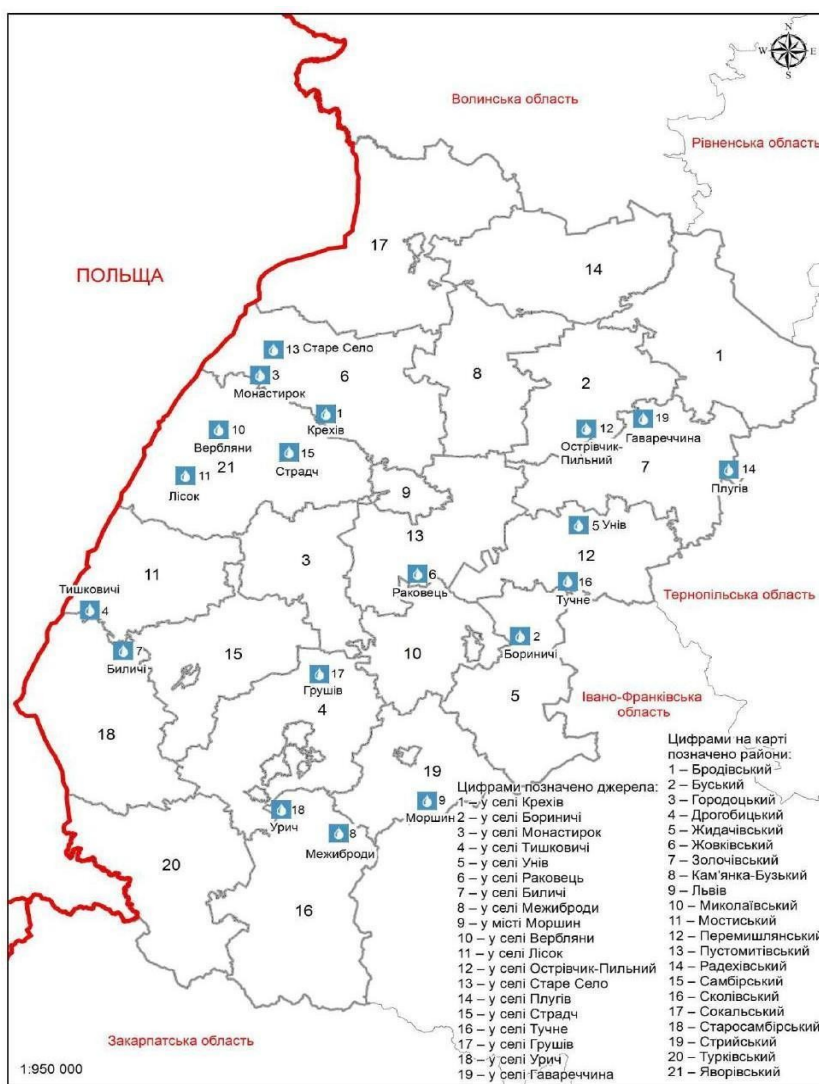 N
W E
S
Волинська область
Рівненська область
ПОЛЬЩА
17
14
1
13 Старе Село
6
3
Монастирок
8
2
1
Крехів
10
Вербляни
12
Острівчик-
Пильний
19
Гавареччина
15
Страдч
21
11
Лісок
7
14
Плугів
9
13
5 Унів
3
12
11
6
Раковець
16
Тучне
Тернопільська область
Тишковичі
4
7
Биличі
15
10
2
Бориничі
17
Грушів
4
5
Івано-Франківська
область
18
19
9
Моршин
18
Урич
8
Межиброди
20
16
Закарпатська область
1:950 000
Цифрами позначено джерела:
1 – у селі Крехів
2 – у селі Бориничі
3 – у селі Монастирок
4 – у селі Тишковичі
5 – у селі Унів
6 – у селі Раковець
7 – у селі Биличі
8 – у селі Межиброди
9 – у місті Моршин
10 – у селі Вербляни
11 – у селі Лісок
12 – у селі Острівчик-Пильний
13 – у селі Старе Село
14 – у селі Плугів
15 – у селі Страдч
16 – у селі Тучне
17 – у селі Грушів
18 – у селі Урич
19 – у селі Гавареччина
Цифрами на карті
позначено райони:
1 – Бродівський
2 – Буський
3 – Городоцький
4 – Дрогобицький
5 – Жидачівський
6 – Жовківський
7 – Золочівський
8 – Кам'янка-Бузький
9 – Львів
10 – Миколаївський
11 – Мостиський
12 – Перемишлянський
13 – Пустомитівський
14 – Радехівський
15 – Самбірський
16 – Сколівський
17 – Сокальський
18 – Старосамбірський
19 – Стрийський
20 – Турківський
21 – Яворівський